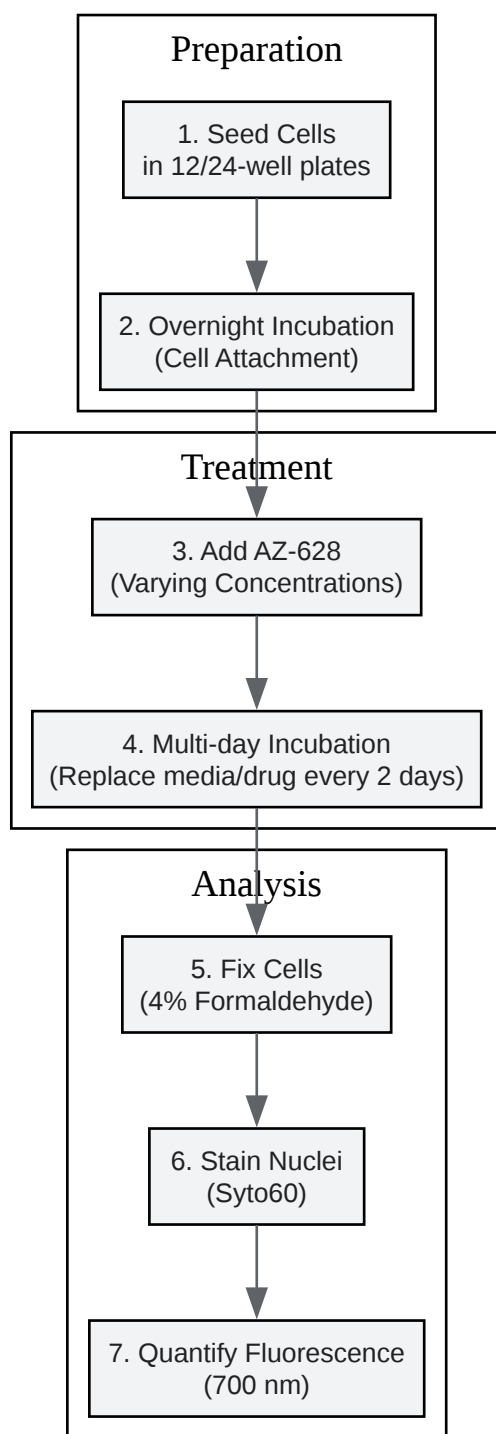 Preparation
1. Seed Cells
in 12/24-well plates
2. Overnight Incubation
(Cell Attachment)
Treatment
3. Add AZ-628
(Varying Concentrations)
4. Multi-day Incubation
(Replace media/drug every 2 days)
Analysis
5. Fix Cells
(4% Formaldehyde)
6. Stain Nuclei
(Syto60)
7. Quantify Fluorescence
(700 nm)